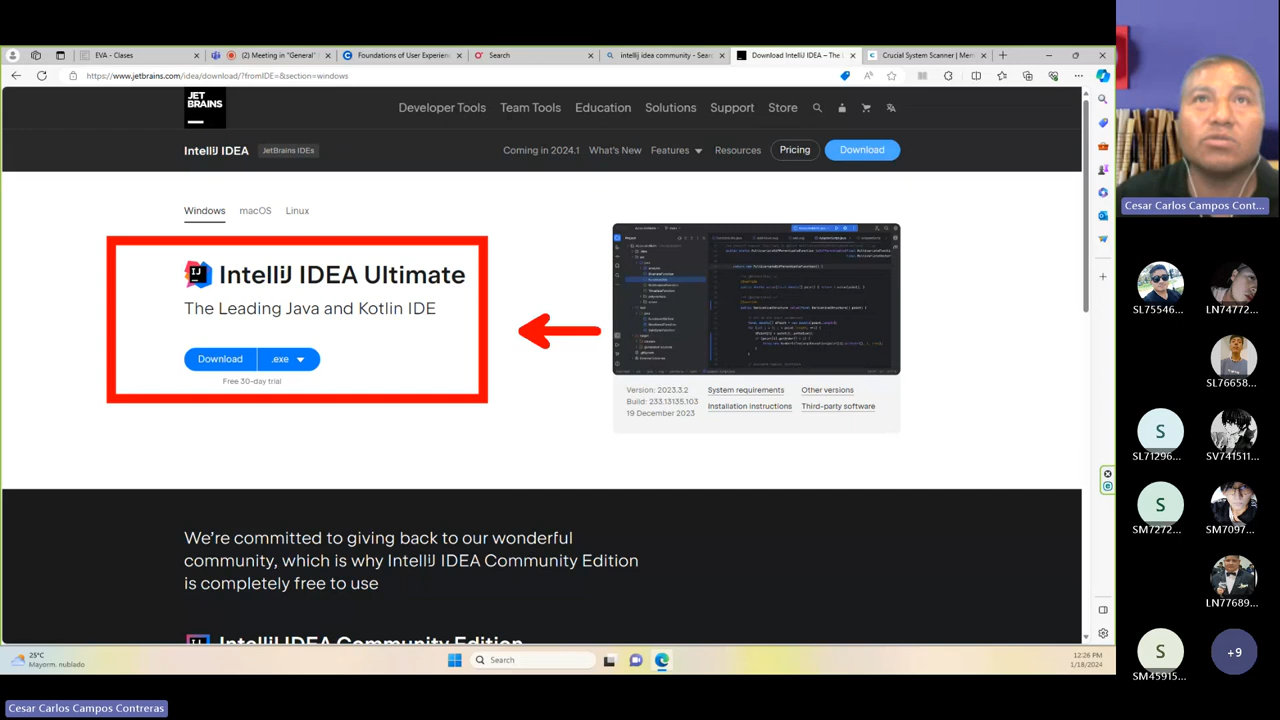 EVA - Clases
(2) Meeting in "General"
Foundations of User Experien
Search
intellij idea community - Sear
Download IntelliJ IDEA – The L
Crucial System Scanner | Mem
https://www.jetbrains.com/idea/download/?fromIDE=&section=windows
JET
BRAINS
Developer Tools
Team Tools
Education
Solutions
Support
Store
IntelliJ IDEA
JetBrains IDEs
Coming in 2024.1
What's New
Features
Resources
Pricing
Download
Windows
macOS
Linux
IntelliJ IDEA Ultimate
The Leading Java and Kotlin IDE
Download
.exe
Free 30-day trial
Version: 2023.3.2
System requirements
Other versions
Build: 233.13135.103
Installation instructions
Third-party software
19 December 2023
We're committed to giving back to our wonderful
community, which is why IntelliJ IDEA Community Edition
is completely free to use
IntelliJ IDEA Community Edition
25°C
Mayorm. nublado
Search
12:26 PM
1/18/2024
Cesar Carlos Campos Cont...
SL75546...
LN74772...
SL76658...
SL71296...
SV741511...
SM7272...
SM7097...
LN77689...
SM45915...
+9
Cesar Carlos Campos Contreras